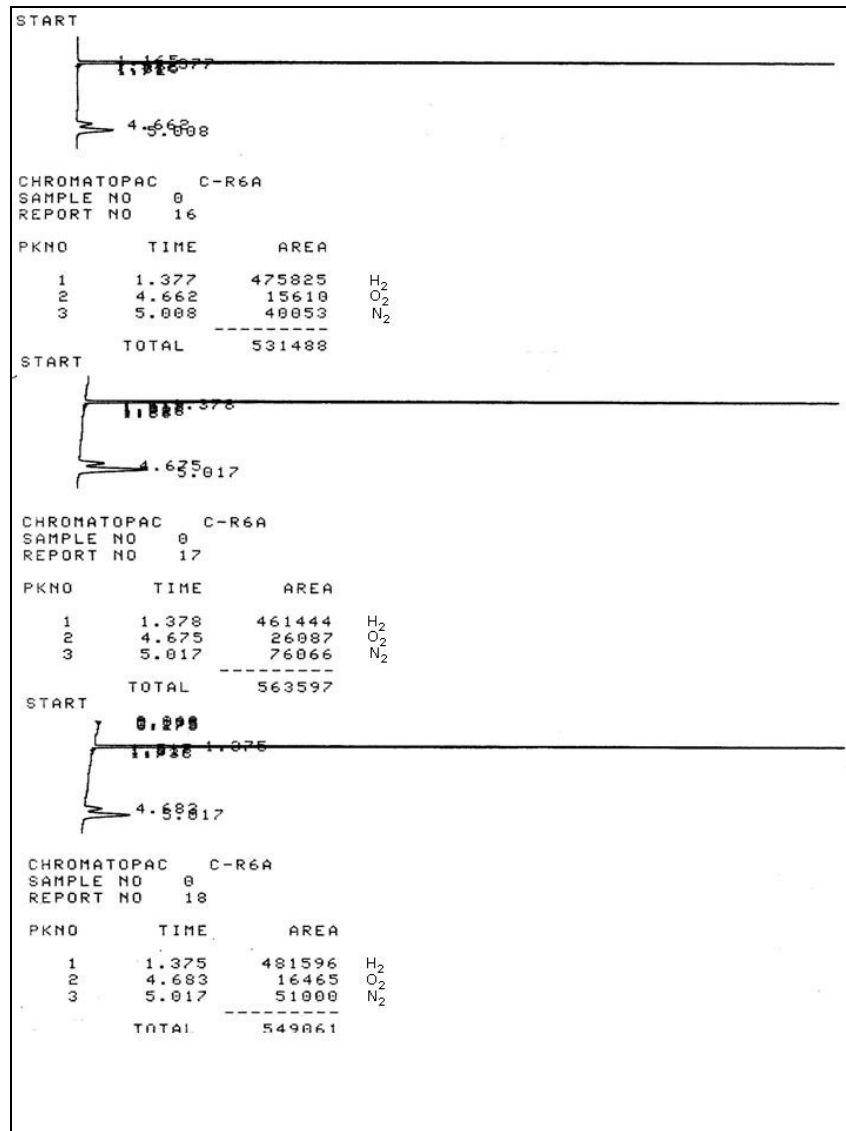 START
4.662
5.008
CHROMATOPAC C-R6A
SAMPLE NO 0
REPORT NO 16
PKNO TIME AREA
1 1.377 475825 H2
2 4.662 15610 O2
3 5.008 40053 N2
---------
TOTAL 531488
START
4.675
5.017
CHROMATOPAC C-R6A
SAMPLE NO 0
REPORT NO 17
PKNO TIME AREA
1 1.378 461444 H2
2 4.675 26087 O2
3 5.017 76066 N2
---------
TOTAL 563597
START
1.375
4.683
5.017
CHROMATOPAC C-R6A
SAMPLE NO 0
REPORT NO 18
PKNO TIME AREA
1 1.375 481596 H2
2 4.683 16465 O2
3 5.017 51000 N2
---------
TOTAL 549061